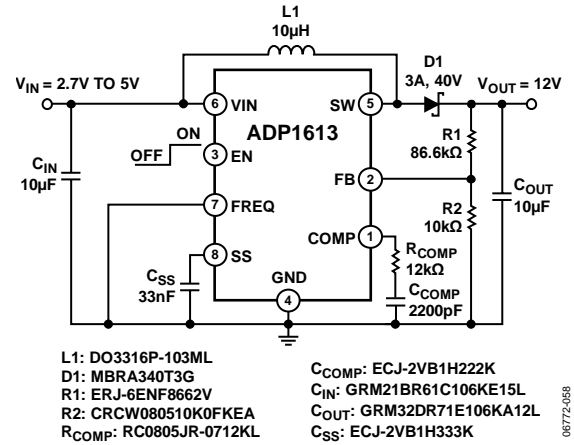 L1
10µH
D1
3A, 40V
VIN = 2.7V TO 5V
VOUT = 12V
6
VIN
SW
5
ADP1613
ON
OFF
3
EN
R1
86.6kΩ
CIN
10µF
FB
2
COUT
10µF
7
FREQ
R2
10kΩ
COMP
1
8
SS
RCOMP
12kΩ
CSS
33nF
GND
4
CCOMP
2200pF
L1: DO3316P-103ML
D1: MBRA340T3G
R1: ERJ-6ENF8662V
R2: CRCW080510K0FKEA
RCOMP: RC0805JR-0712KL
CCOMP: ECJ-2VB1H222K
CIN: GRM21BR61C106KE15L
COUT: GRM32DR71E106KA12L
CSS: ECJ-2VB1H333K
06772-058